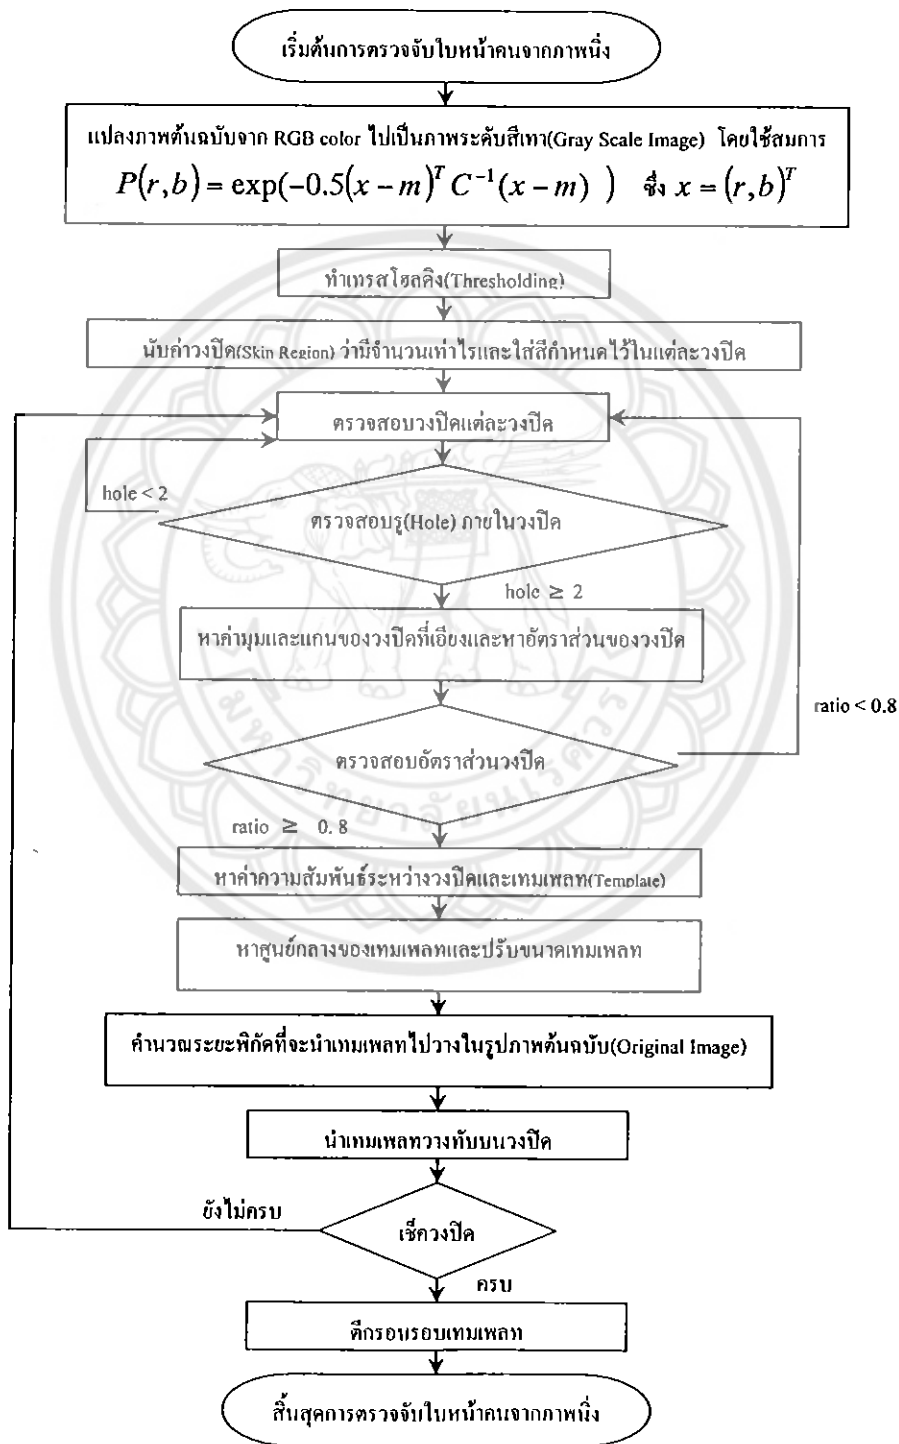 เริ่มต้นการตรวจจับใบหน้าคนจากภาพนิ่ง
แปลงภาพต้นฉบับจาก RGB color ไปเป็นภาพระดับสีเทา(Gray Scale Image) โดยใช้สมการ
P(r,b) = exp(-0.5(x - m)^T C^-1 (x - m) ) ซึ่ง x = (r,b)^T
ทำเทรสโฮลดิง(Thresholding)
นับค่าวงปิด(Skin Region) ว่ามีจำนวนเท่าไรและใส่สีกำหนดไว้ในแต่ละวงปิด
ตรวจสอบวงปิดแต่ละวงปิด
hole < 2
ตรวจสอบรู(Hole) ภายในวงปิด
hole ≥ 2
หาค่ามุมและแกนของวงปิดที่เอียงและหาอัตราส่วนของวงปิด
ratio < 0.8
ตรวจสอบอัตราส่วนวงปิด
ratio ≥ 0.8
หาค่าความสัมพันธ์ระหว่างวงปิดและเทมเพลท(Template)
หาศูนย์กลางของเทมเพลทและปรับขนาดเทมเพลท
คำนวณระยะพิกัดที่จะนำเทมเพลทไปวางในรูปภาพต้นฉบับ(Original Image)
นำเทมเพลทวางทับบนวงปิด
ยังไม่ครบ
เช็ควงปิด
ครบ
ตีกรอบรอบเทมเพลท
สิ้นสุดการตรวจจับใบหน้าคนจากภาพนิ่ง
มหาวิทยาลัยนเรศวร